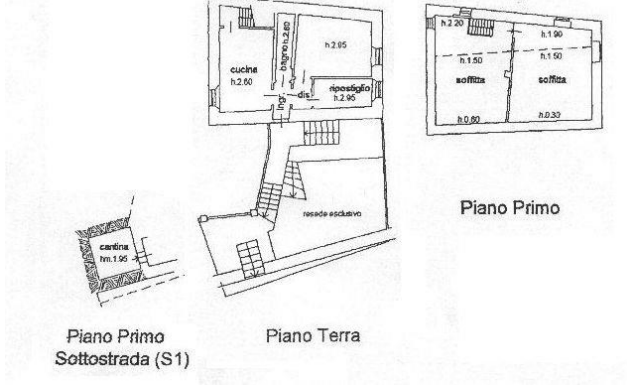 cucina
h.2.60
bagno h.2.60
h.2.95
ripostiglio
h.2.95
dis.
ingr.
resede esclusivo
Piano Terra
h.2.20
h.1.90
h.1.50
h.1.50
soffitta
soffitta
h.0.60
h.0.30
Piano Primo
cantina
hm.1.95
Piano Primo
Sottostrada (S1)